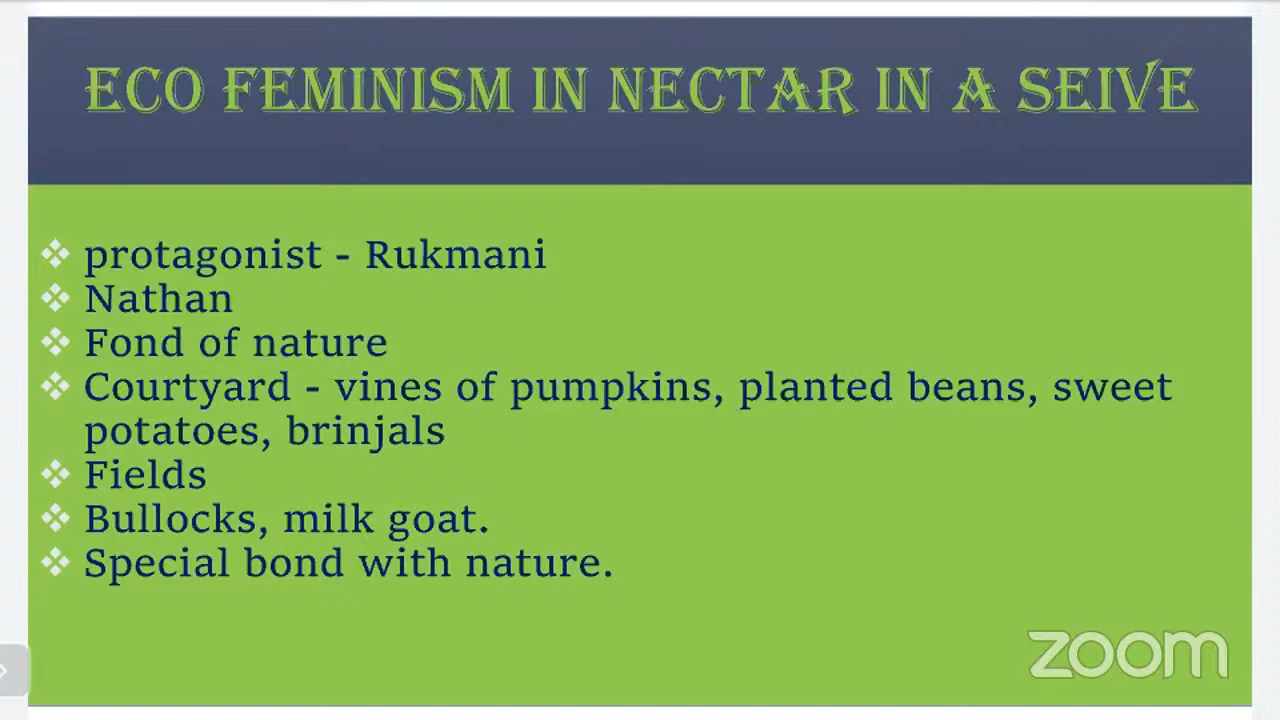 ECO FEMINISM IN NECTAR IN A SEIVE
❖ protagonist - Rukmani
❖ Nathan
❖ Fond of nature
❖ Courtyard - vines of pumpkins, planted beans, sweet
potatoes, brinjals
❖ Fields
❖ Bullocks, milk goat.
❖ Special bond with nature.
zoom